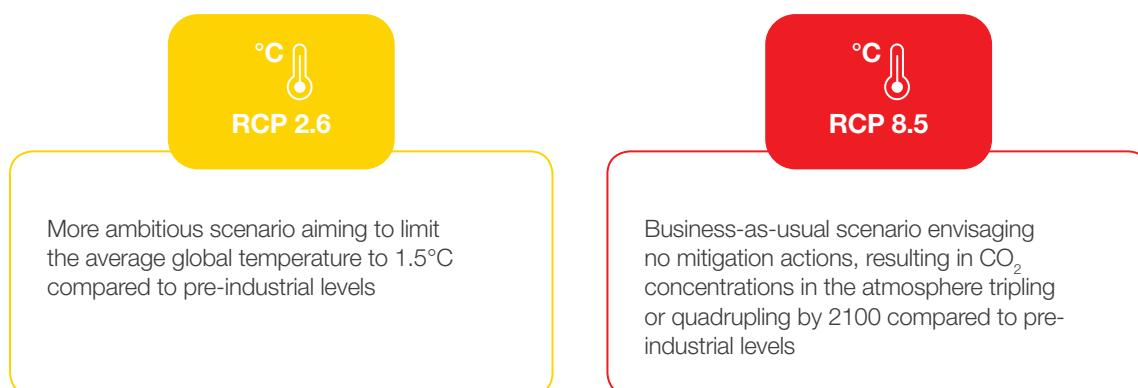 °C
RCP 2.6
More ambitious scenario aiming to limit
the average global temperature to 1.5°C
compared to pre-industrial levels
°C
RCP 8.5
Business-as-usual scenario envisaging
no mitigation actions, resulting in CO₂
concentrations in the atmosphere tripling
or quadrupling by 2100 compared to pre-
industrial levels